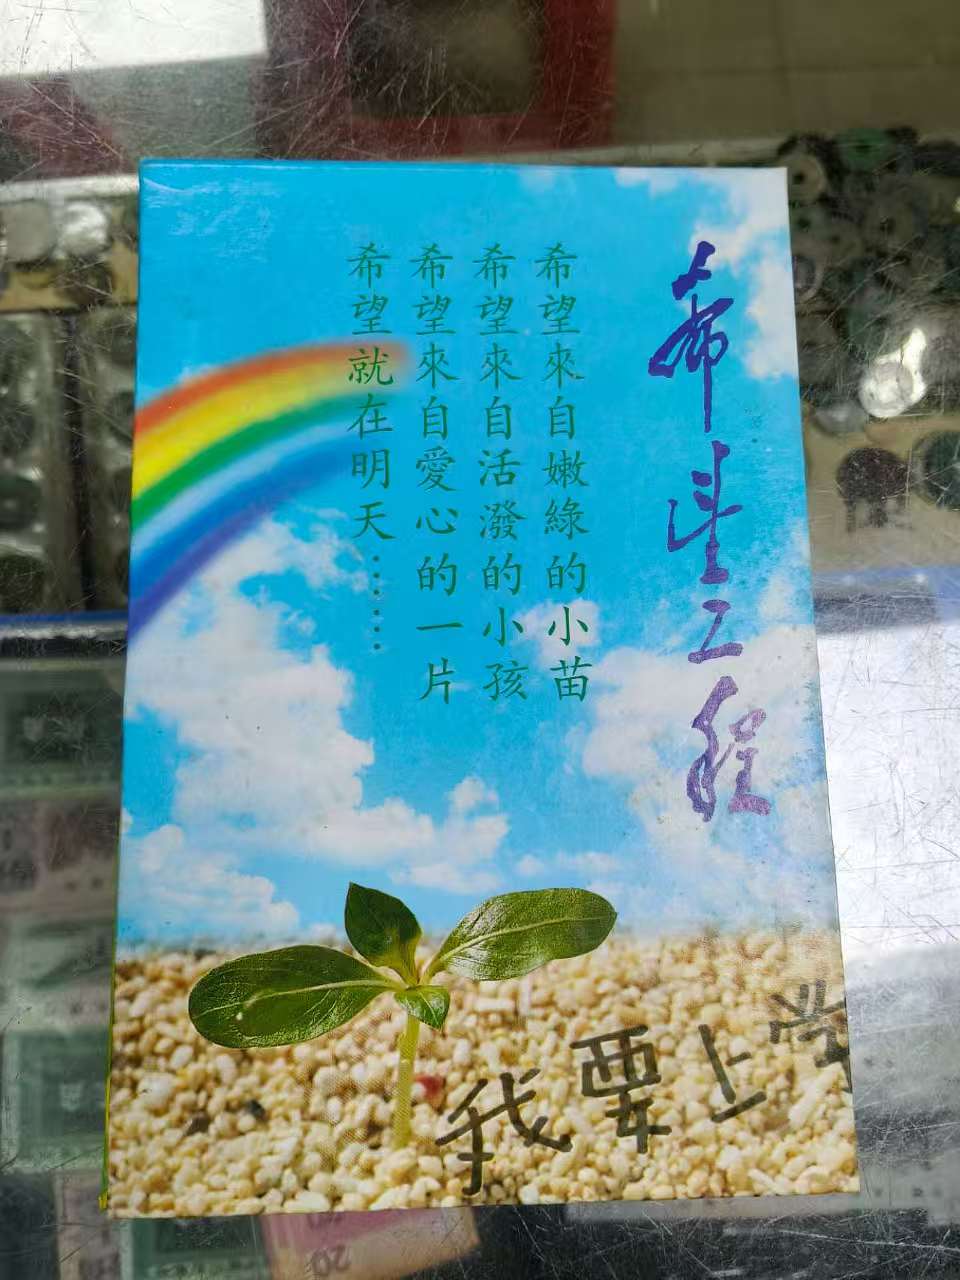 希望工程
希望來自嫩綠的小苗
希望來自活潑的小孩
希望來自愛心的一片
希望就在明天……
我要上学
20